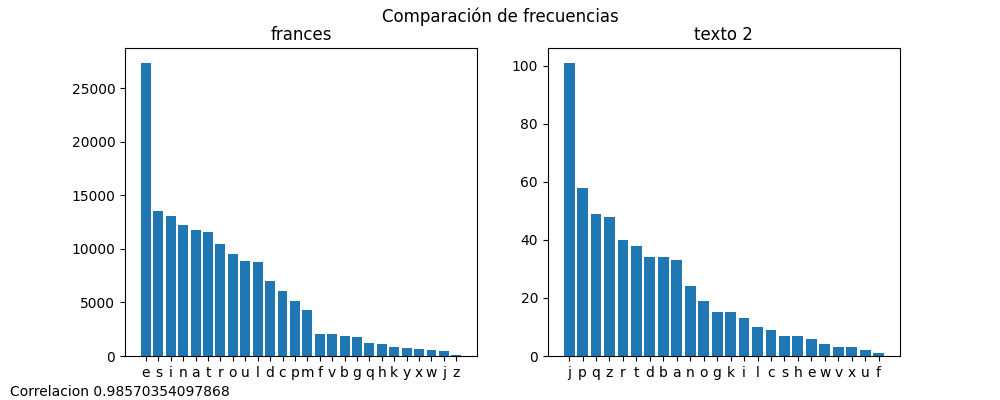 Comparación de frecuencias
frances
texto 2
25000
20000
15000
10000
5000
0
e s i n a t r o u l d c p m f v b g q h k y x w j z
100
80
60
40
20
0
j p q z r t d b a n o g k i l c s h e w v x u f
Correlacion 0.98570354097868